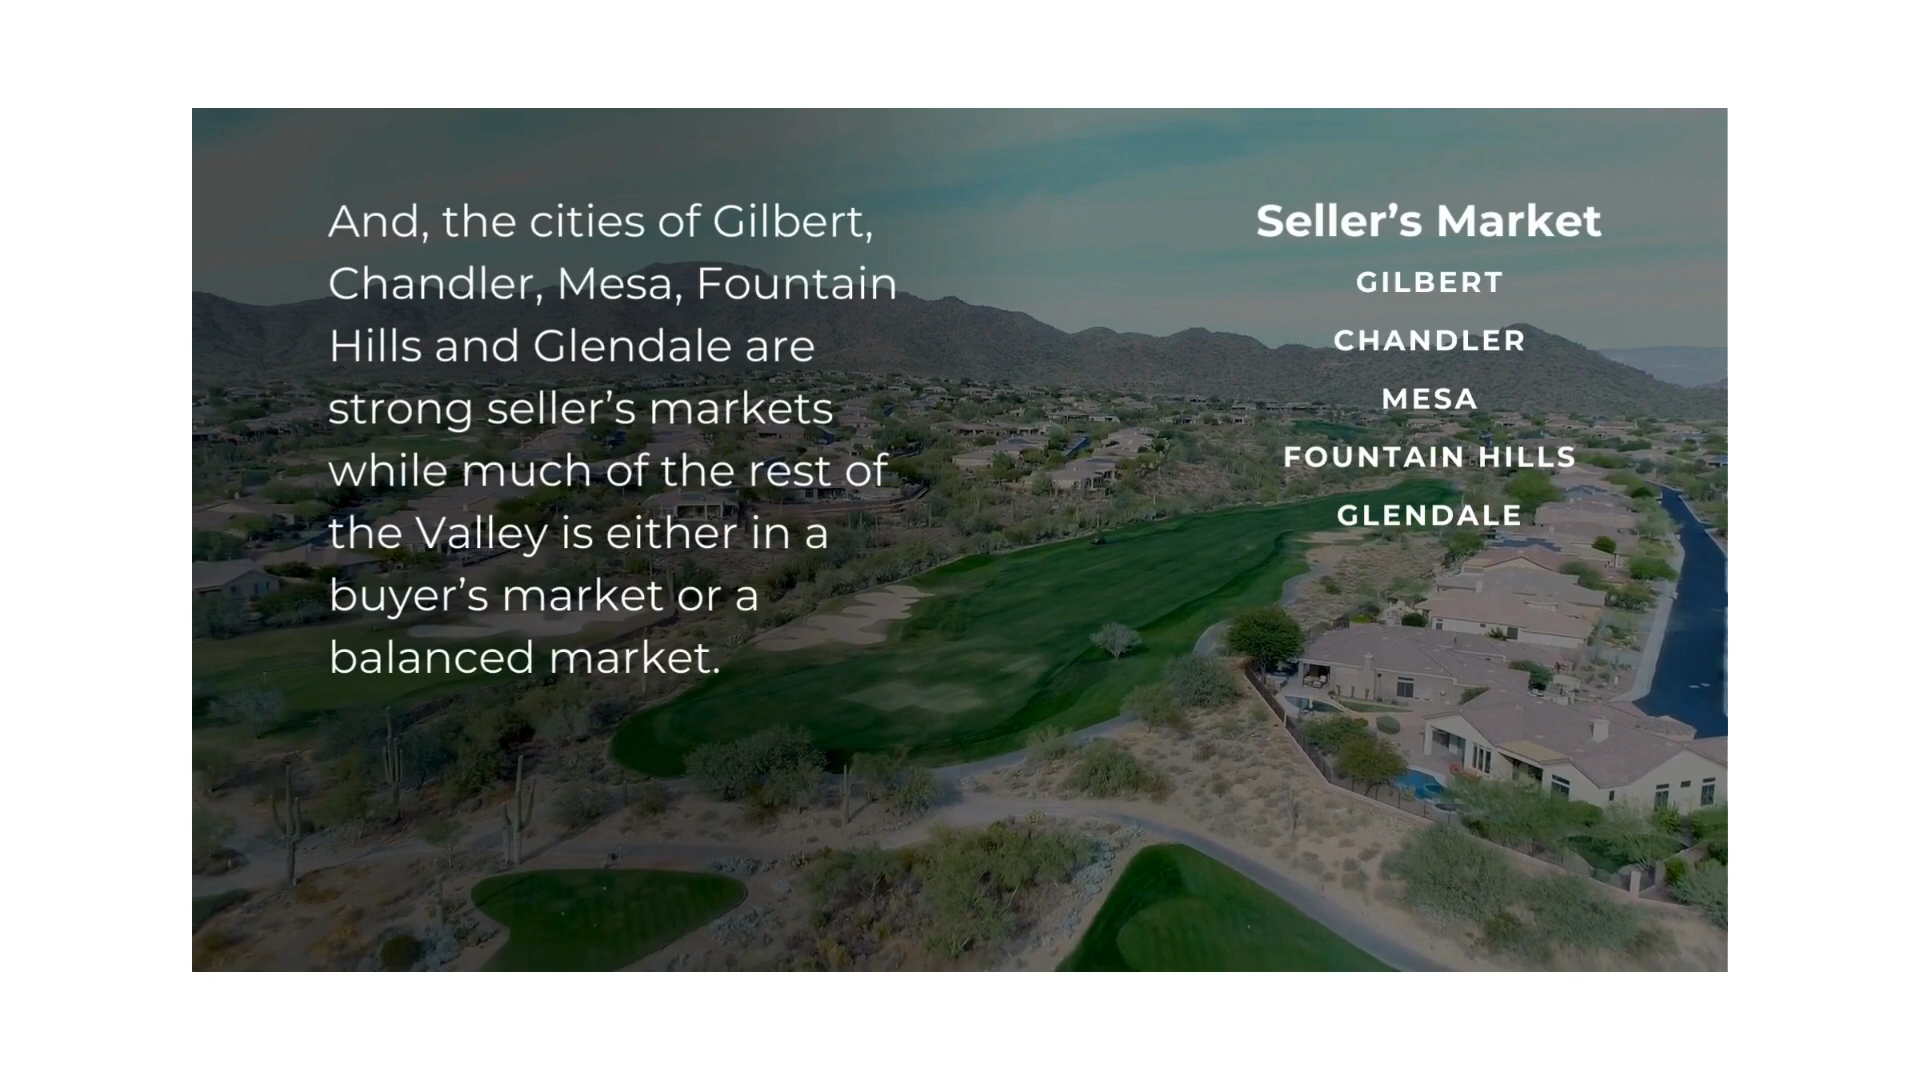 And, the cities of Gilbert,
Chandler, Mesa, Fountain
Hills and Glendale are
strong seller’s markets
while much of the rest of
the Valley is either in a
buyer’s market or a
balanced market.
Seller’s Market
GILBERT
CHANDLER
MESA
FOUNTAIN HILLS
GLENDALE